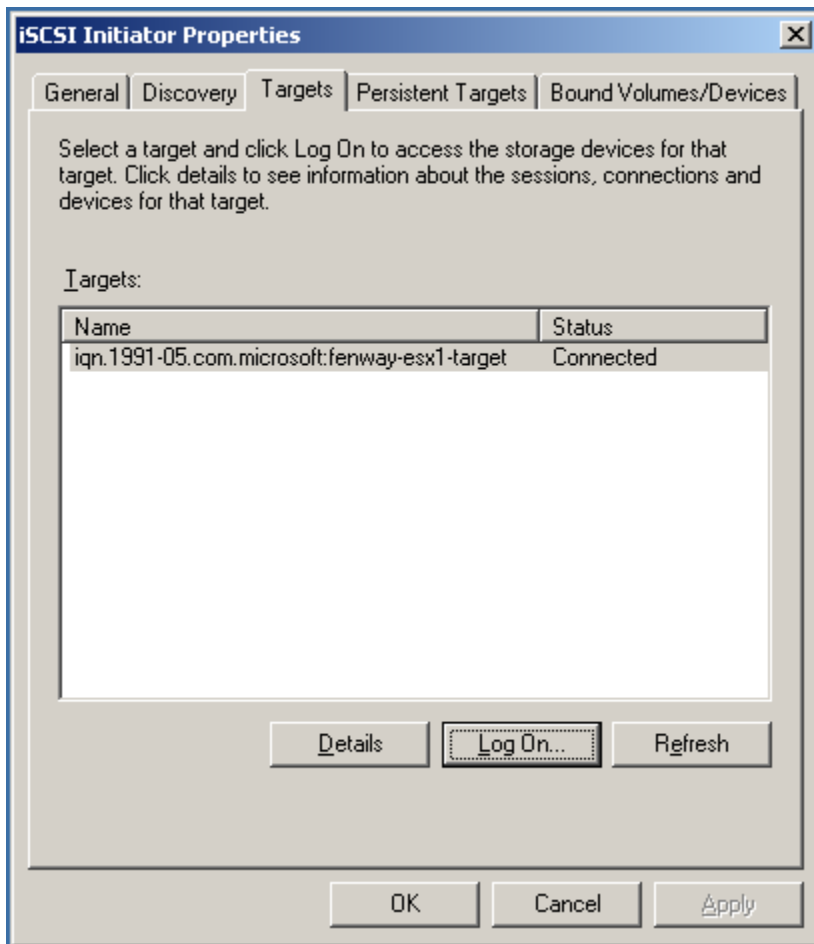 iSCSI Initiator Properties
General Discovery Targets Persistent Targets Bound Volumes/Devices
Select a target and click Log On to access the storage devices for that
target. Click details to see information about the sessions, connections and
devices for that target.
Targets:
Name Status
iqn.1991-05.com.microsoft:fenway-esx1-target Connected
Details Log On... Refresh
OK Cancel Apply